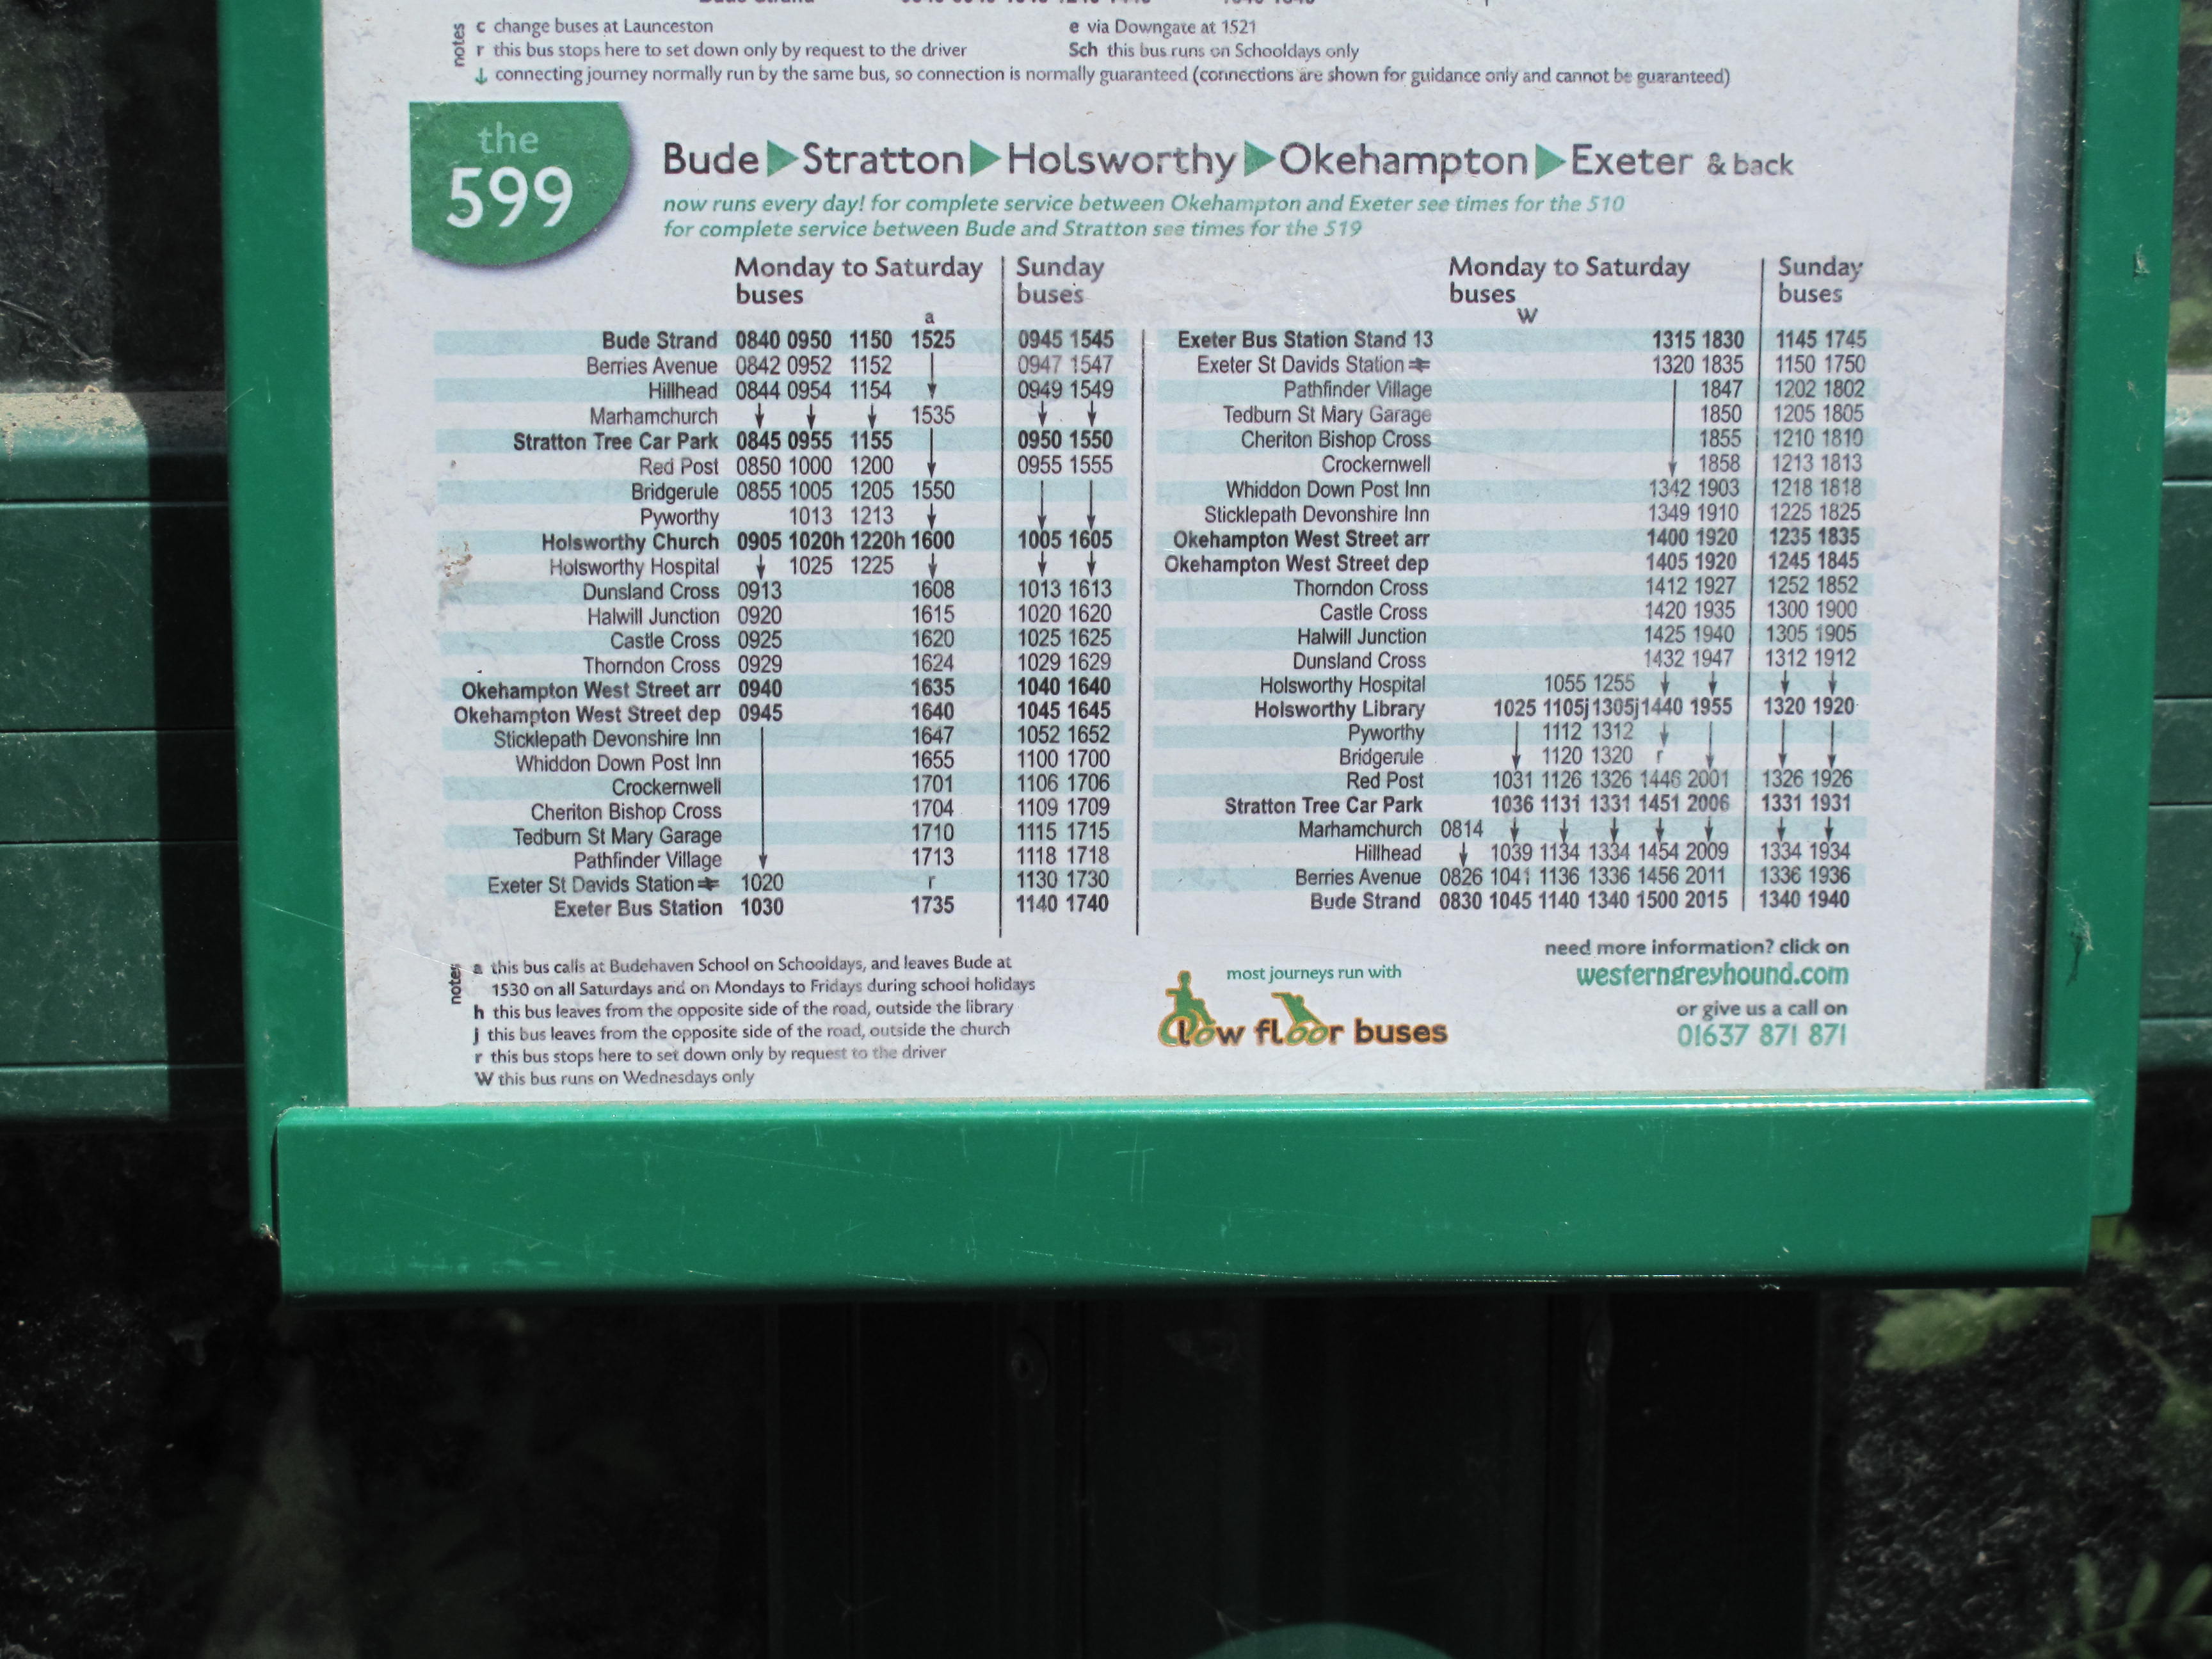 notes
c change buses at Launceston
e via Downgate at 1521
r this bus stops here to set down only by request to the driver
Sch this bus runs on Schooldays only
↓ connecting journey normally run by the same bus, so connection is normally guaranteed (connections are shown for guidance only and cannot be guaranteed)
the
599
Bude▶Stratton▶Holsworthy▶Okehampton▶Exeter & back
now runs every day! for complete service between Okehampton and Exeter see times for the 510
for complete service between Bude and Stratton see times for the 519
Monday to Saturday
buses
Sunday
buses
a
Bude Strand 0840 0950 1150 1525 0945 1545
Berries Avenue 0842 0952 1152 0947 1547
Hillhead 0844 0954 1154 ↓ 0949 1549
Marhamchurch ↓ ↓ ↓ 1535 ↓ ↓
Stratton Tree Car Park 0845 0955 1155 0950 1550
Red Post 0850 1000 1200 ↓ 0955 1555
Bridgerule 0855 1005 1205 1550
Pyworthy 1013 1213 ↓ ↓ ↓
Holsworthy Church 0905 1020h 1220h 1600 1005 1605
Holsworthy Hospital ↓ 1025 1225 ↓ ↓ ↓
Dunsland Cross 0913 1608 1013 1613
Halwill Junction 0920 1615 1020 1620
Castle Cross 0925 1620 1025 1625
Thorndon Cross 0929 1624 1029 1629
Okehampton West Street arr 0940 1635 1040 1640
Okehampton West Street dep 0945 1640 1045 1645
Sticklepath Devonshire Inn 1647 1052 1652
Whiddon Down Post Inn 1655 1100 1700
Crockernwell 1701 1106 1706
Cheriton Bishop Cross 1704 1109 1709
Tedburn St Mary Garage 1710 1115 1715
Pathfinder Village ↓ 1713 1118 1718
Exeter St Davids Station 1020 r 1130 1730
Exeter Bus Station 1030 1735 1140 1740
Monday to Saturday
buses
Sunday
buses
W
Exeter Bus Station Stand 13 1315 1830 1145 1745
Exeter St Davids Station 1320 1835 1150 1750
Pathfinder Village 1847 1202 1802
Tedburn St Mary Garage 1850 1205 1805
Cheriton Bishop Cross 1855 1210 1810
Crockernwell ↓ 1858 1213 1813
Whiddon Down Post Inn 1342 1903 1218 1818
Sticklepath Devonshire Inn 1349 1910 1225 1825
Okehampton West Street arr 1400 1920 1235 1835
Okehampton West Street dep 1405 1920 1245 1845
Thorndon Cross 1412 1927 1252 1852
Castle Cross 1420 1935 1300 1900
Halwill Junction 1425 1940 1305 1905
Dunsland Cross 1432 1947 1312 1912
Holsworthy Hospital 1055 1255 ↓ ↓ ↓ ↓
Holsworthy Library 1025 1105j 1305j 1440 1955 1320 1920
Pyworthy 1112 1312 ↓
Bridgerule ↓ 1120 1320 r ↓ ↓ ↓
Red Post 1031 1126 1326 1446 2001 1326 1926
Stratton Tree Car Park 1036 1131 1331 1451 2006 1331 1931
Marhamchurch 0814 ↓ ↓ ↓ ↓ ↓ ↓ ↓
Hillhead ↓ 1039 1134 1334 1454 2009 1334 1934
Berries Avenue 0826 1041 1136 1336 1456 2011 1336 1936
Bude Strand 0830 1045 1140 1340 1500 2015 1340 1940
notes
a this bus calls at Budehaven School on Schooldays, and leaves Bude at
1530 on all Saturdays and on Mondays to Fridays during school holidays
h this bus leaves from the opposite side of the road, outside the library
j this bus leaves from the opposite side of the road, outside the church
r this bus stops here to set down only by request to the driver
W this bus runs on Wednesdays only
most journeys run with
low floor buses
need more information? click on
westerngreyhound.com
or give us a call on
01637 871 871